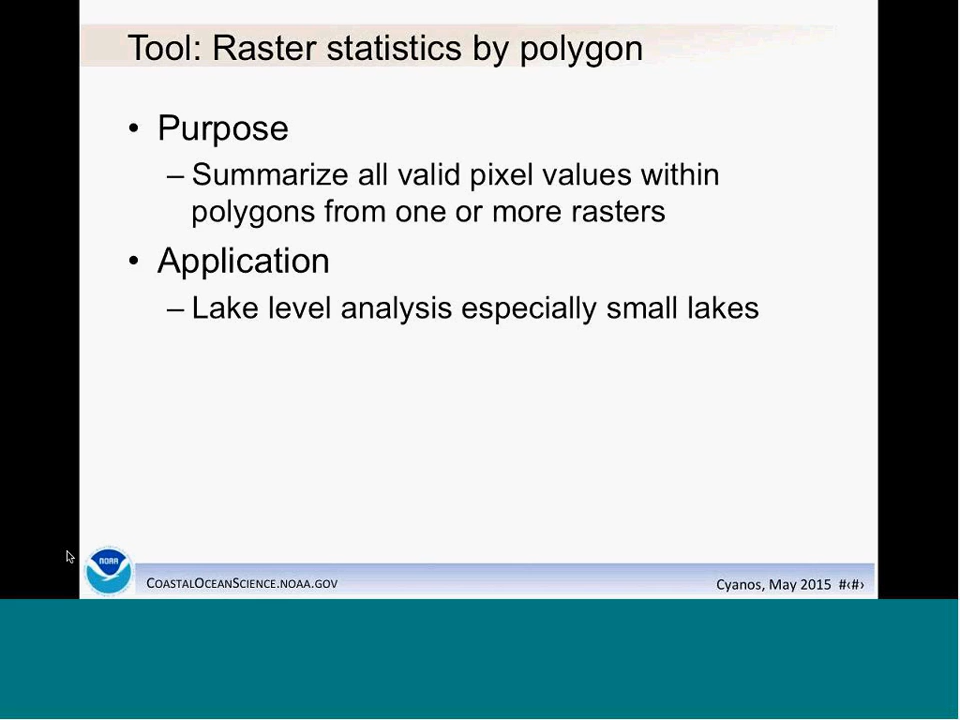 Tool: Raster statistics by polygon
• Purpose
– Summarize all valid pixel values within
polygons from one or more rasters
• Application
– Lake level analysis especially small lakes
NOAA
COASTALOCEANSCIENCE.NOAA.GOV
Cyanos, May 2015 #‹#›